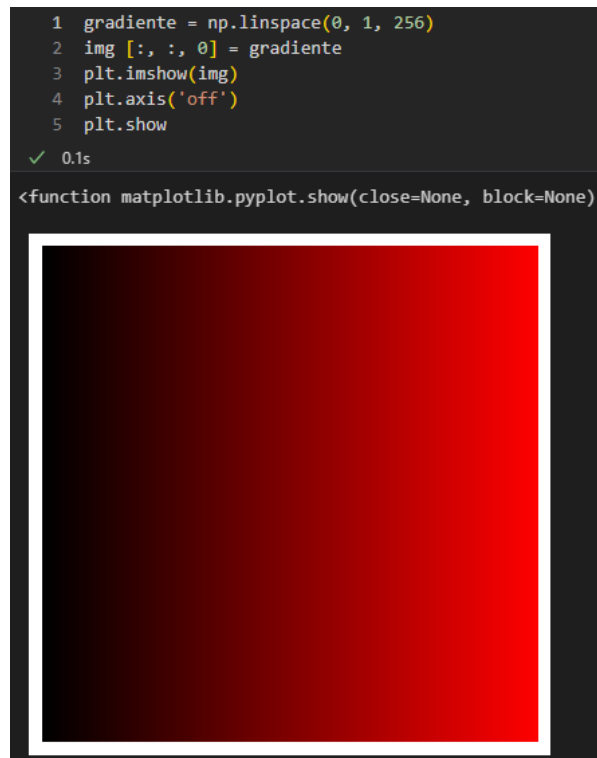 1 gradiente = np.linspace(0, 1, 256)
2 img [:, :, 0] = gradiente
3 plt.imshow(img)
4 plt.axis('off')
5 plt.show
✓ 0.1s
<function matplotlib.pyplot.show(close=None, block=None)